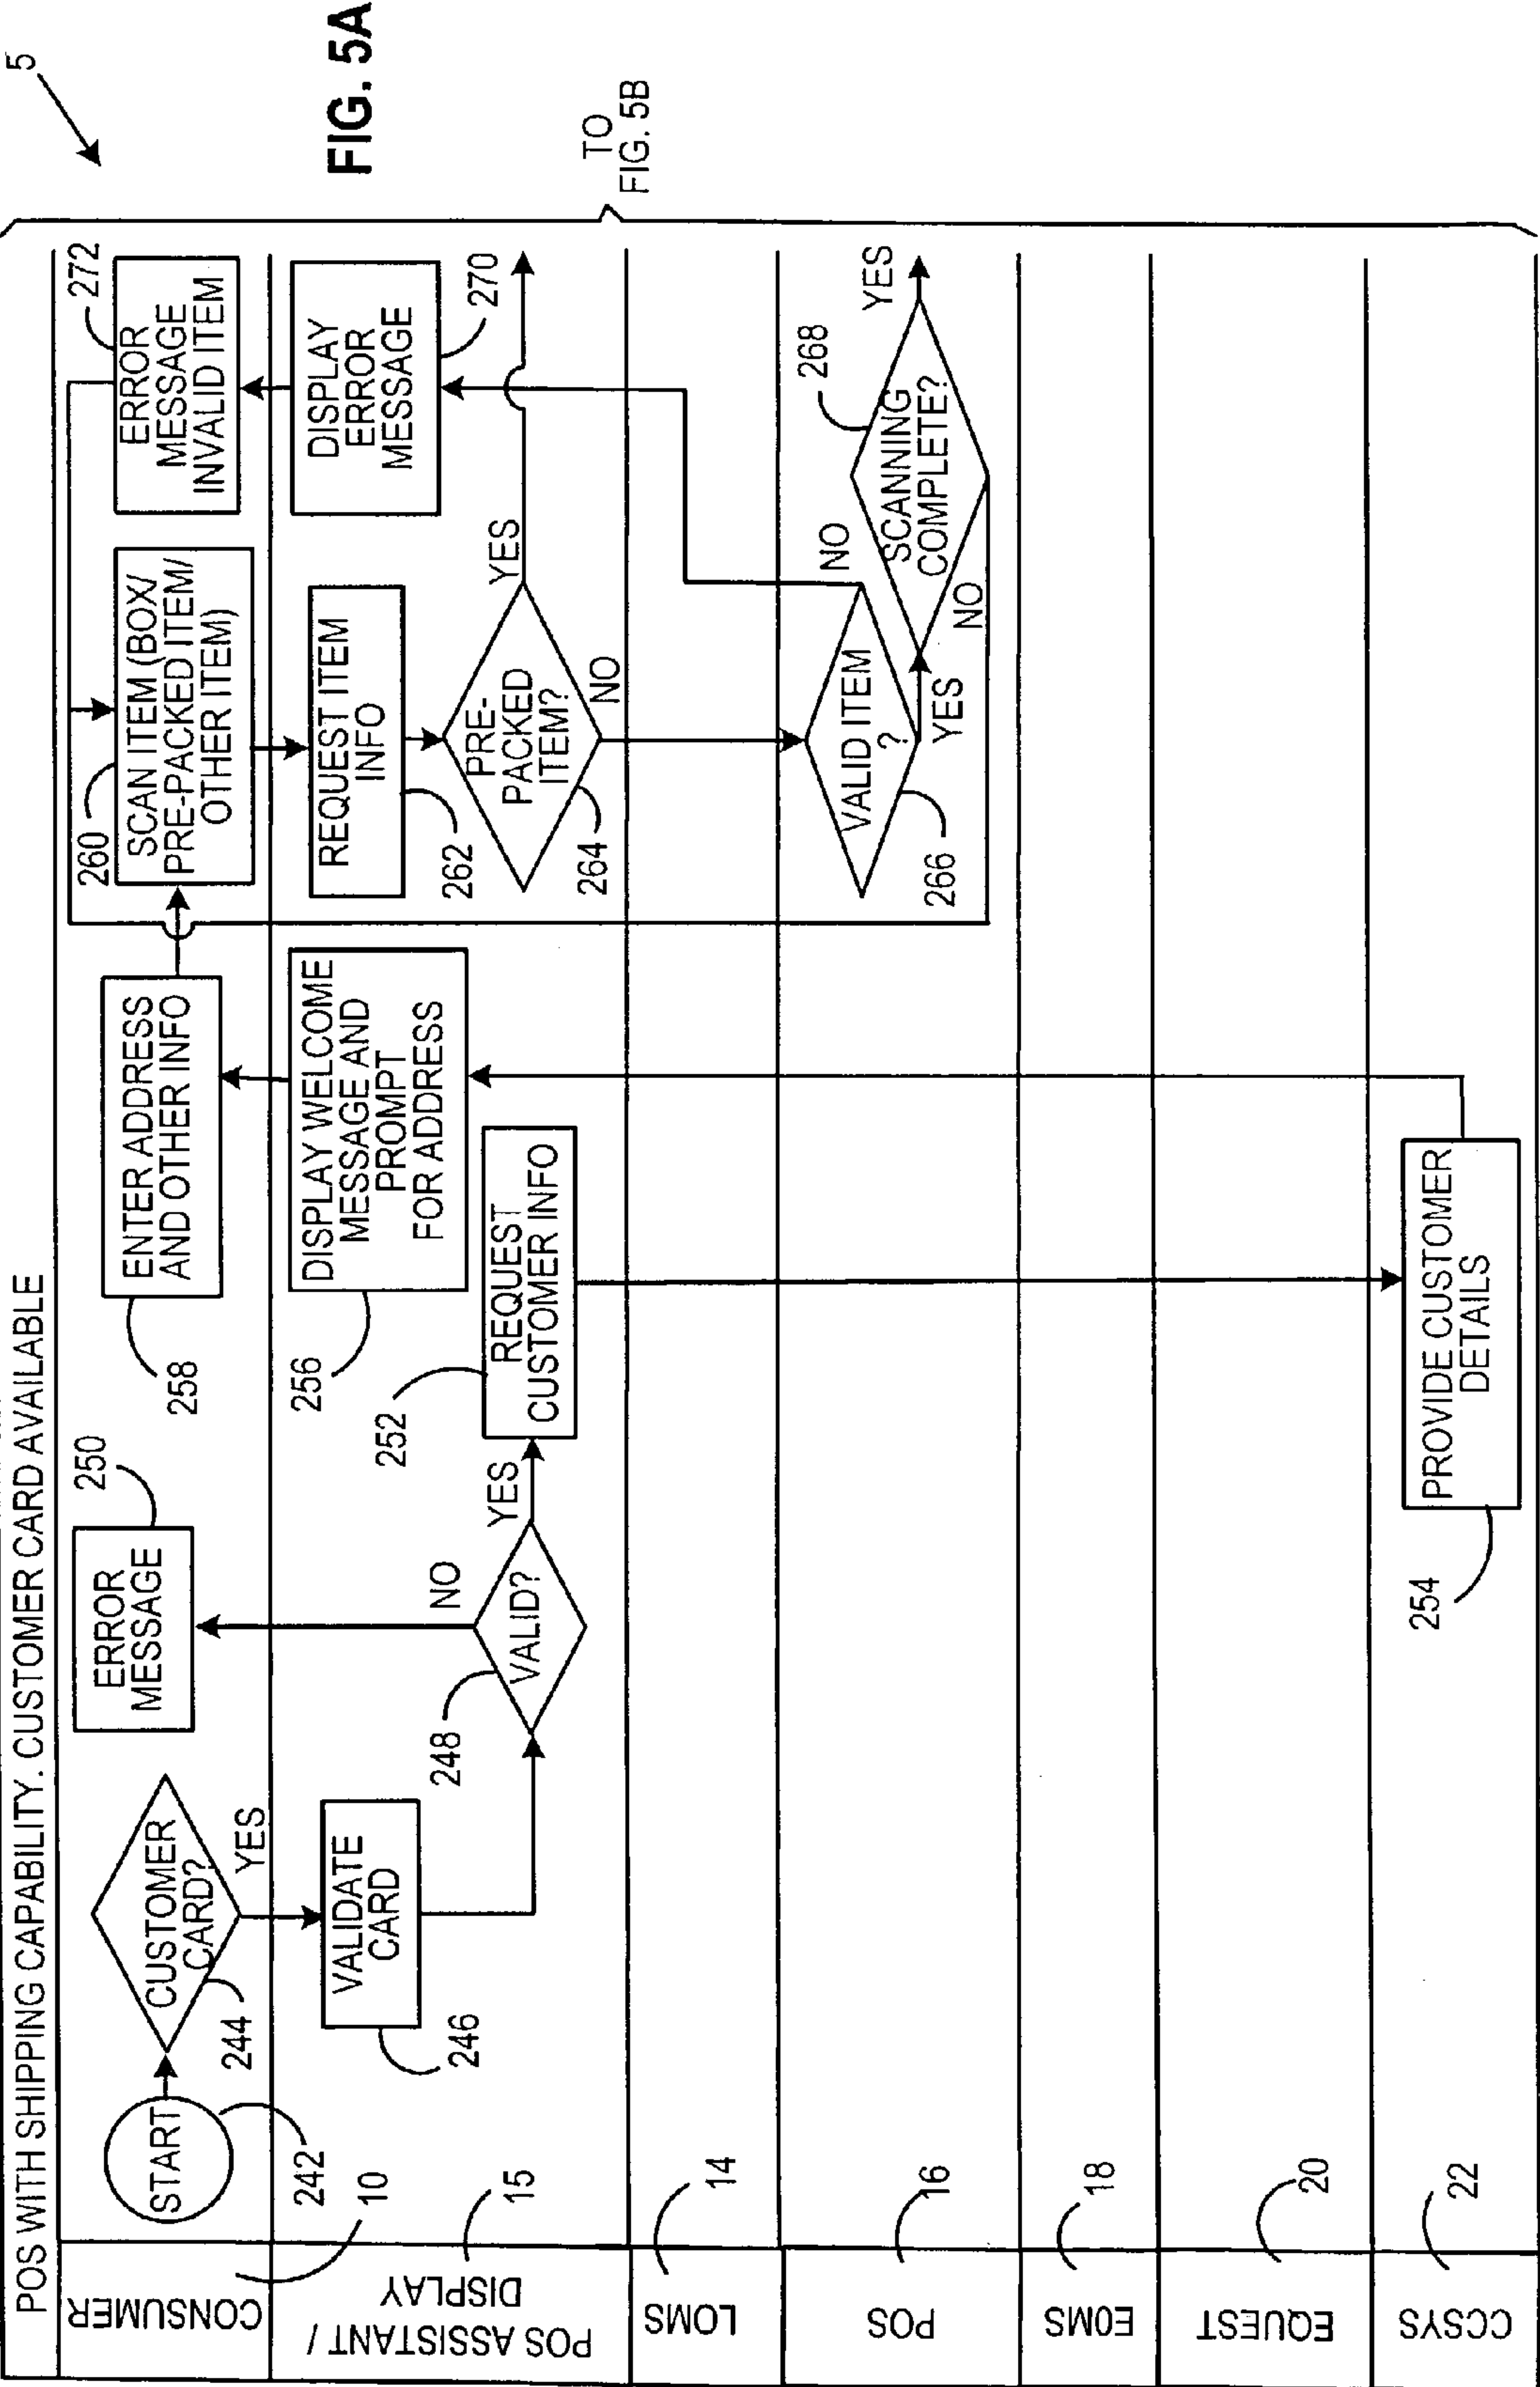 POS WITH SHIPPING CAPABILITY. CUSTOMER CARD AVAILABLE
5
FIG. 5A
TO
FIG. 5B
CONSUMER
10
START
242
CUSTOMER
CARD?
244
YES
ERROR
MESSAGE
250
ENTER ADDRESS
AND OTHER INFO
258
SCAN ITEM (BOX/
PRE-PACKED ITEM/
OTHER ITEM)
260
ERROR
MESSAGE
INVALID ITEM
272
POS ASSISTANT /
DISPLAY
15
VALIDATE
CARD
246
VALID?
248
NO
YES
REQUEST
CUSTOMER INFO
252
DISPLAY WELCOME
MESSAGE AND
PROMPT
FOR ADDRESS
256
REQUEST ITEM
INFO
262
PRE-
PACKED
ITEM?
264
YES
NO
DISPLAY
ERROR
MESSAGE
270
LOMS
14
POS
16
VALID ITEM
?
266
NO
YES
SCANNING
COMPLETE?
268
NO
YES
EOMS
18
EQUEST
20
CCSYS
22
PROVIDE CUSTOMER
DETAILS
254